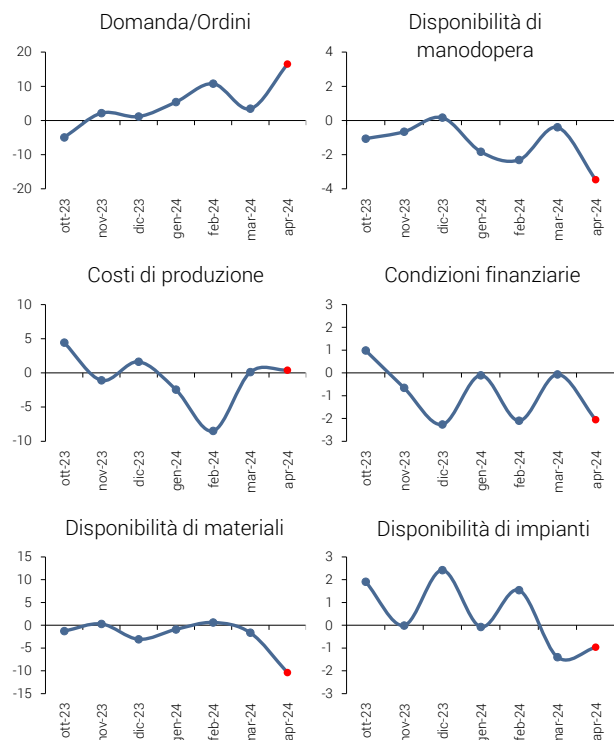 Domanda/Ordini
20
10
0
-10
-20
ott-23
nov-23
dic-23
gen-24
feb-24
mar-24
apr-24
Disponibilità di
manodopera
4
2
0
-2
-4
ott-23
nov-23
dic-23
gen-24
feb-24
mar-24
apr-24
Costi di produzione
10
5
0
-5
-10
ott-23
nov-23
dic-23
gen-24
feb-24
mar-24
apr-24
Condizioni finanziarie
3
2
1
0
-1
-2
-3
ott-23
nov-23
dic-23
gen-24
feb-24
mar-24
apr-24
Disponibilità di materiali
15
10
5
0
-5
-10
-15
ott-23
nov-23
dic-23
gen-24
feb-24
mar-24
apr-24
Disponibilità di impianti
3
2
1
0
-1
-2
-3
ott-23
nov-23
dic-23
gen-24
feb-24
mar-24
apr-24